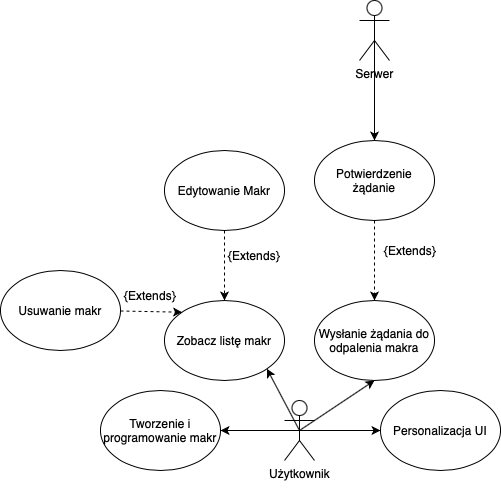 Serwer
Potwierdzenie
żądanie
Edytowanie Makr
{Extends}
{Extends}
{Extends}
Usuwanie makr
Zobacz listę makr
Wysłanie żądania do
odpalenia makra
Tworzenie i
programowanie makr
Personalizacja UI
Użytkownik